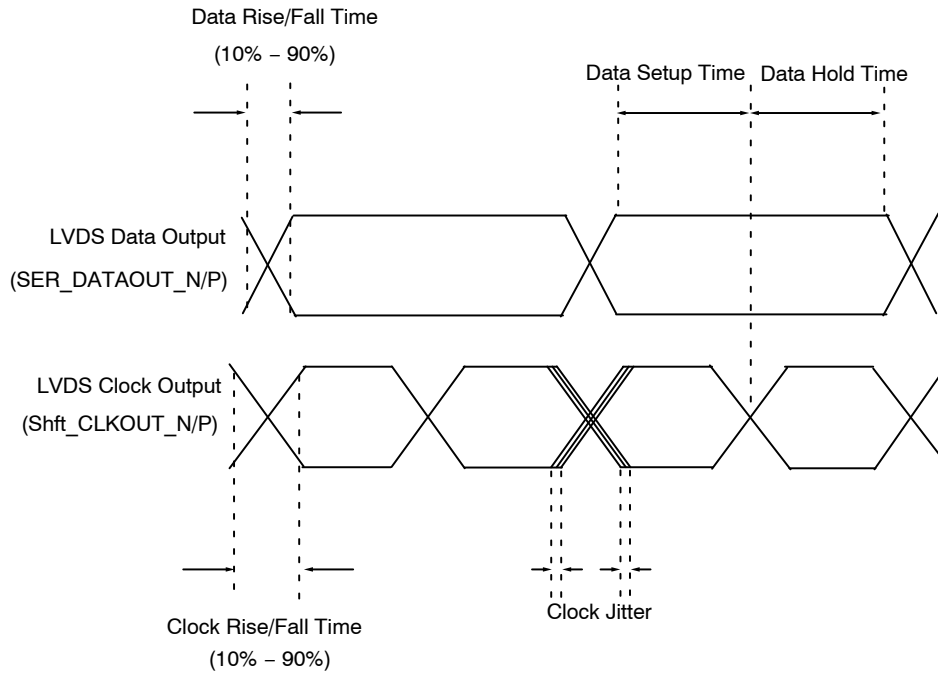 Data Rise/Fall Time
(10% – 90%)
Data Setup Time
Data Hold Time
LVDS Data Output
(SER_DATAOUT_N/P)
LVDS Clock Output
(Shft_CLKOUT_N/P)
Clock Jitter
Clock Rise/Fall Time
(10% – 90%)